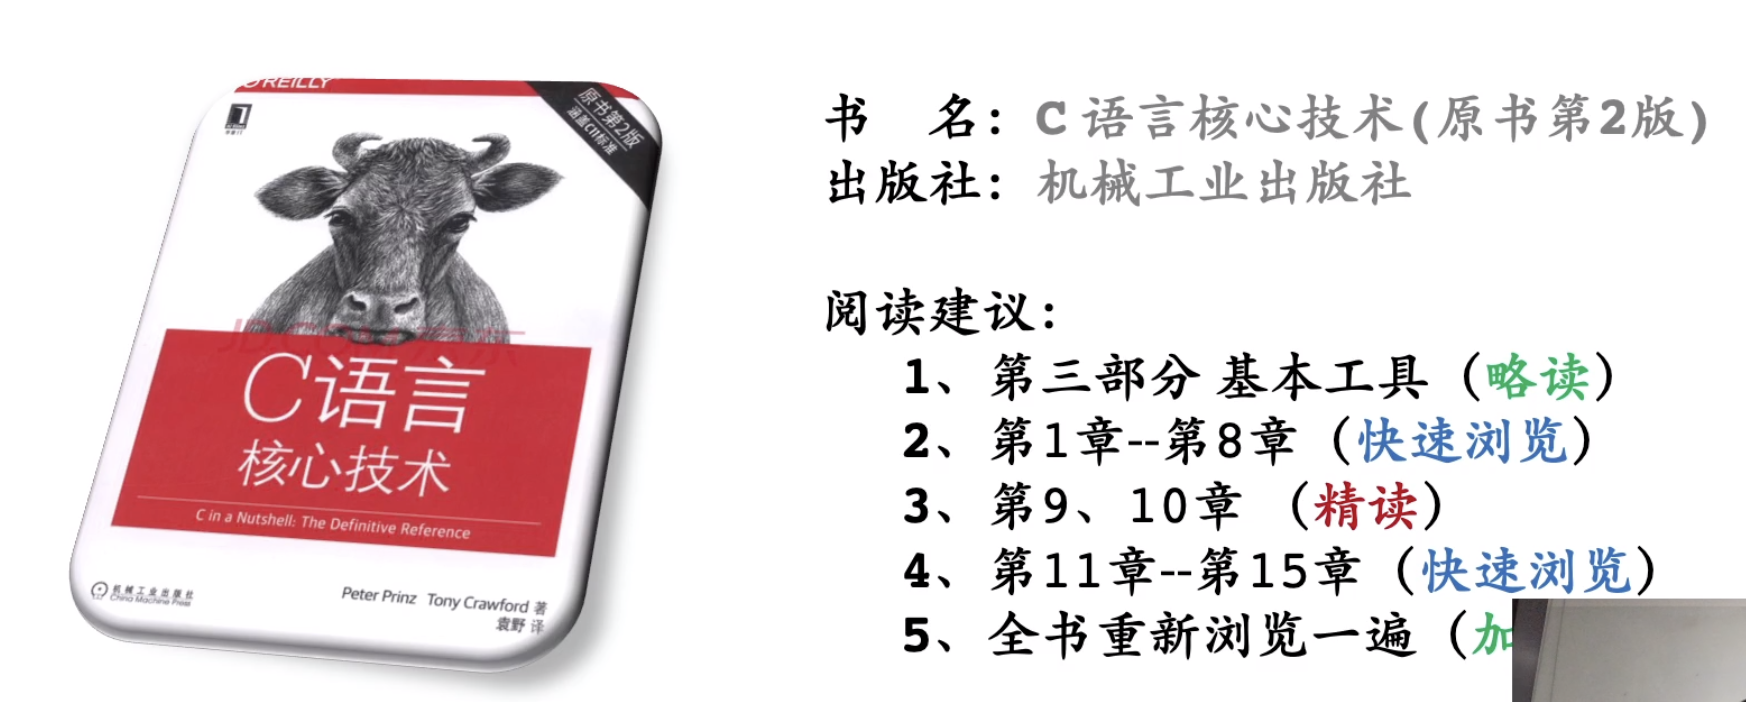 O'REILLY
原书第2版
涵盖C11标准
JD.COM 京东
C语言
核心技术
C in a Nutshell: The Definitive Reference
机械工业出版社
China Machine Press
Peter Prinz Tony Crawford 著
袁野 译
书 名：C 语言核心技术(原书第2版)
出版社：机械工业出版社
阅读建议：
1、第三部分 基本工具（略读）
2、第1章--第8章（快速浏览）
3、第9、10章 （精读）
4、第11章--第15章（快速浏览）
5、全书重新浏览一遍（加